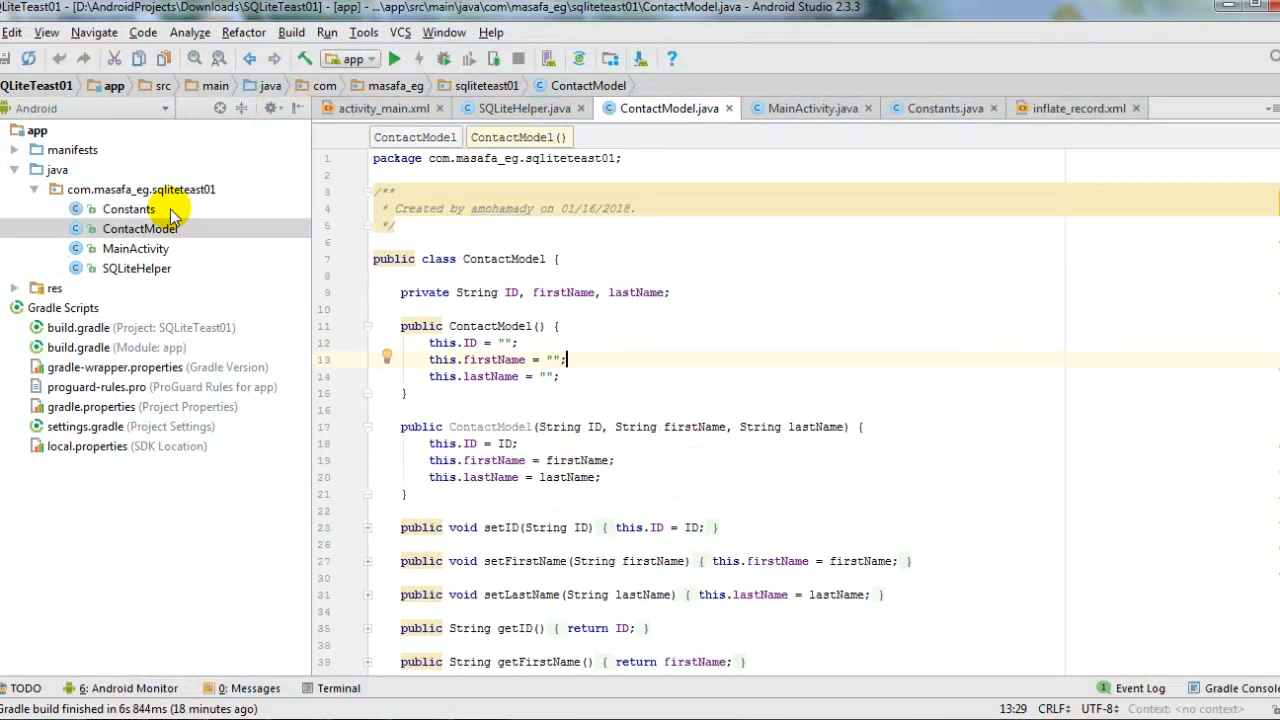 LiteTeast01 - [D:\AndroidProjects\Downloads\SQLiteTeast01] - [app] - ...\app\src\main\java\com\masafa_eg\sqliteteast01\ContactModel.java - Android Studio 2.3.3
Edit View Navigate Code Analyze Refactor Build Run Tools VCS Window Help
app
QLiteTeast01 app src main java com masafa_eg sqliteteast01 ContactModel
Android
activity_main.xml SQLiteHelper.java ContactModel.java MainActivity.java Constants.java inflate_record.xml
ContactModel ContactModel()
app
manifests
java
com.masafa_eg.sqliteteast01
Constants
ContactModel
MainActivity
SQLiteHelper
res
Gradle Scripts
build.gradle (Project: SQLiteTeast01)
build.gradle (Module: app)
gradle-wrapper.properties (Gradle Version)
proguard-rules.pro (ProGuard Rules for app)
gradle.properties (Project Properties)
settings.gradle (Project Settings)
local.properties (SDK Location)
1 package com.masafa_eg.sqliteteast01;
2
3 /**
4 * Created by amohamady on 01/16/2018.
5 */
6
7 public class ContactModel {
8
9 private String ID, firstName, lastName;
10
11 public ContactModel() {
12 this.ID = "";
13 this.firstName = "";
14 this.lastName = "";
15 }
16
17 public ContactModel(String ID, String firstName, String lastName) {
18 this.ID = ID;
19 this.firstName = firstName;
20 this.lastName = lastName;
21 }
22
23 public void setID(String ID) { this.ID = ID; }
26
27 public void setFirstName(String firstName) { this.firstName = firstName; }
30
31 public void setLastName(String lastName) { this.lastName = lastName; }
34
35 public String getID() { return ID; }
38
39 public String getFirstName() { return firstName; }
TODO 6: Android Monitor 0: Messages Terminal 1 Event Log Gradle Console
Gradle build finished in 6s 844ms (18 minutes ago) 13:29 CRLF UTF-8 Context: <no context>